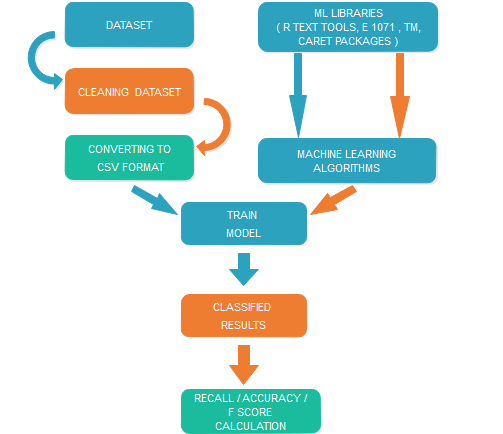 DATASET
CLEANING DATASET
CONVERTING TO
CSV FORMAT
ML LIBRARIES
( R TEXT TOOLS, E 1071 , TM,
CARET PACKAGES )
MACHINE LEARNING
ALGORITHMS
TRAIN
MODEL
CLASSIFIED
RESULTS
RECALL / ACCURACY /
F SCORE
CALCULATION